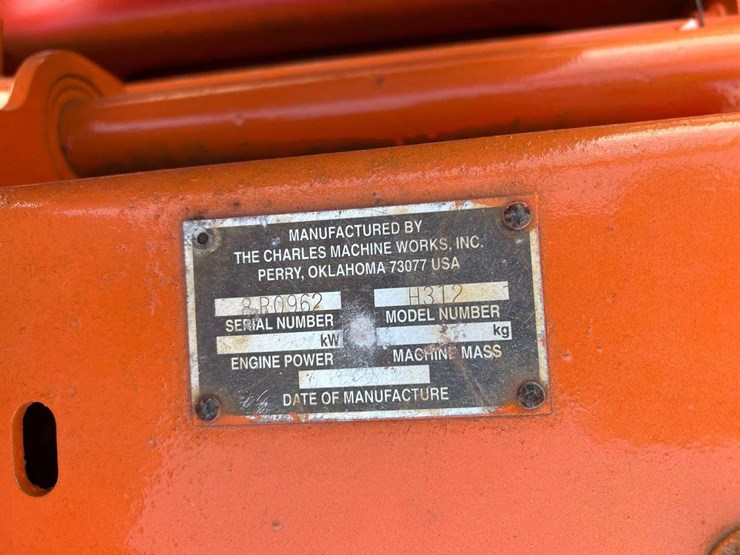 MANUFACTURED BY
THE CHARLES MACHINE WORKS, INC.
PERRY, OKLAHOMA 73077 USA
8R0962 H312
SERIAL NUMBER MODEL NUMBER
kW kg
ENGINE POWER MACHINE MASS
DATE OF MANUFACTURE